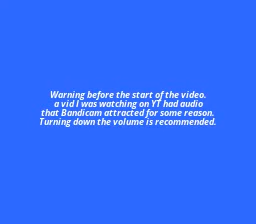 Warning before the start of the video.
a vid I was watching on YT had audio
that Bandicam attracted for some reason.
Turning down the volume is recommended.